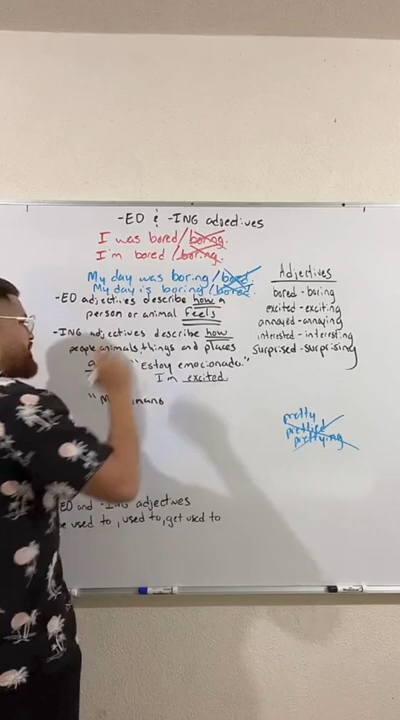 -ED & -ING adjectives
I was bored/boring.
I'm bored/boring.
My day was boring/bored.
My day is boring/bored.
-ED adjectives describe how a
person or animal feels
-ING adjectives describe how
people, animals, things and places
"Estoy emocionado."
I'm excited
Adjectives
bored-boring
excited-exciting
annoyed-annoying
interested-interesting
surprised-surprising
pretty
prettied
prettying
ED and -ING adjectives
used to, used to, get used to